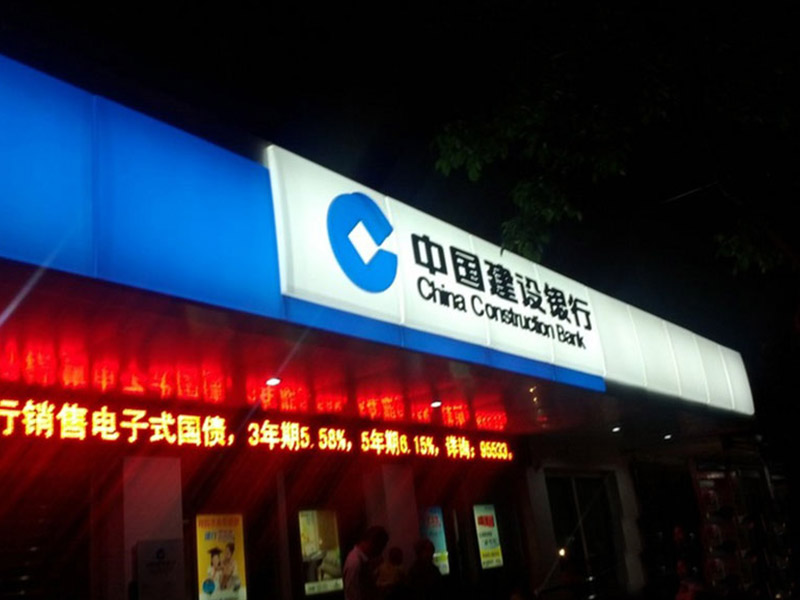 中国建设银行
China Construction Bank
行销售电子式国债，3年期5.58%，5年期6.15%，详询：95533。